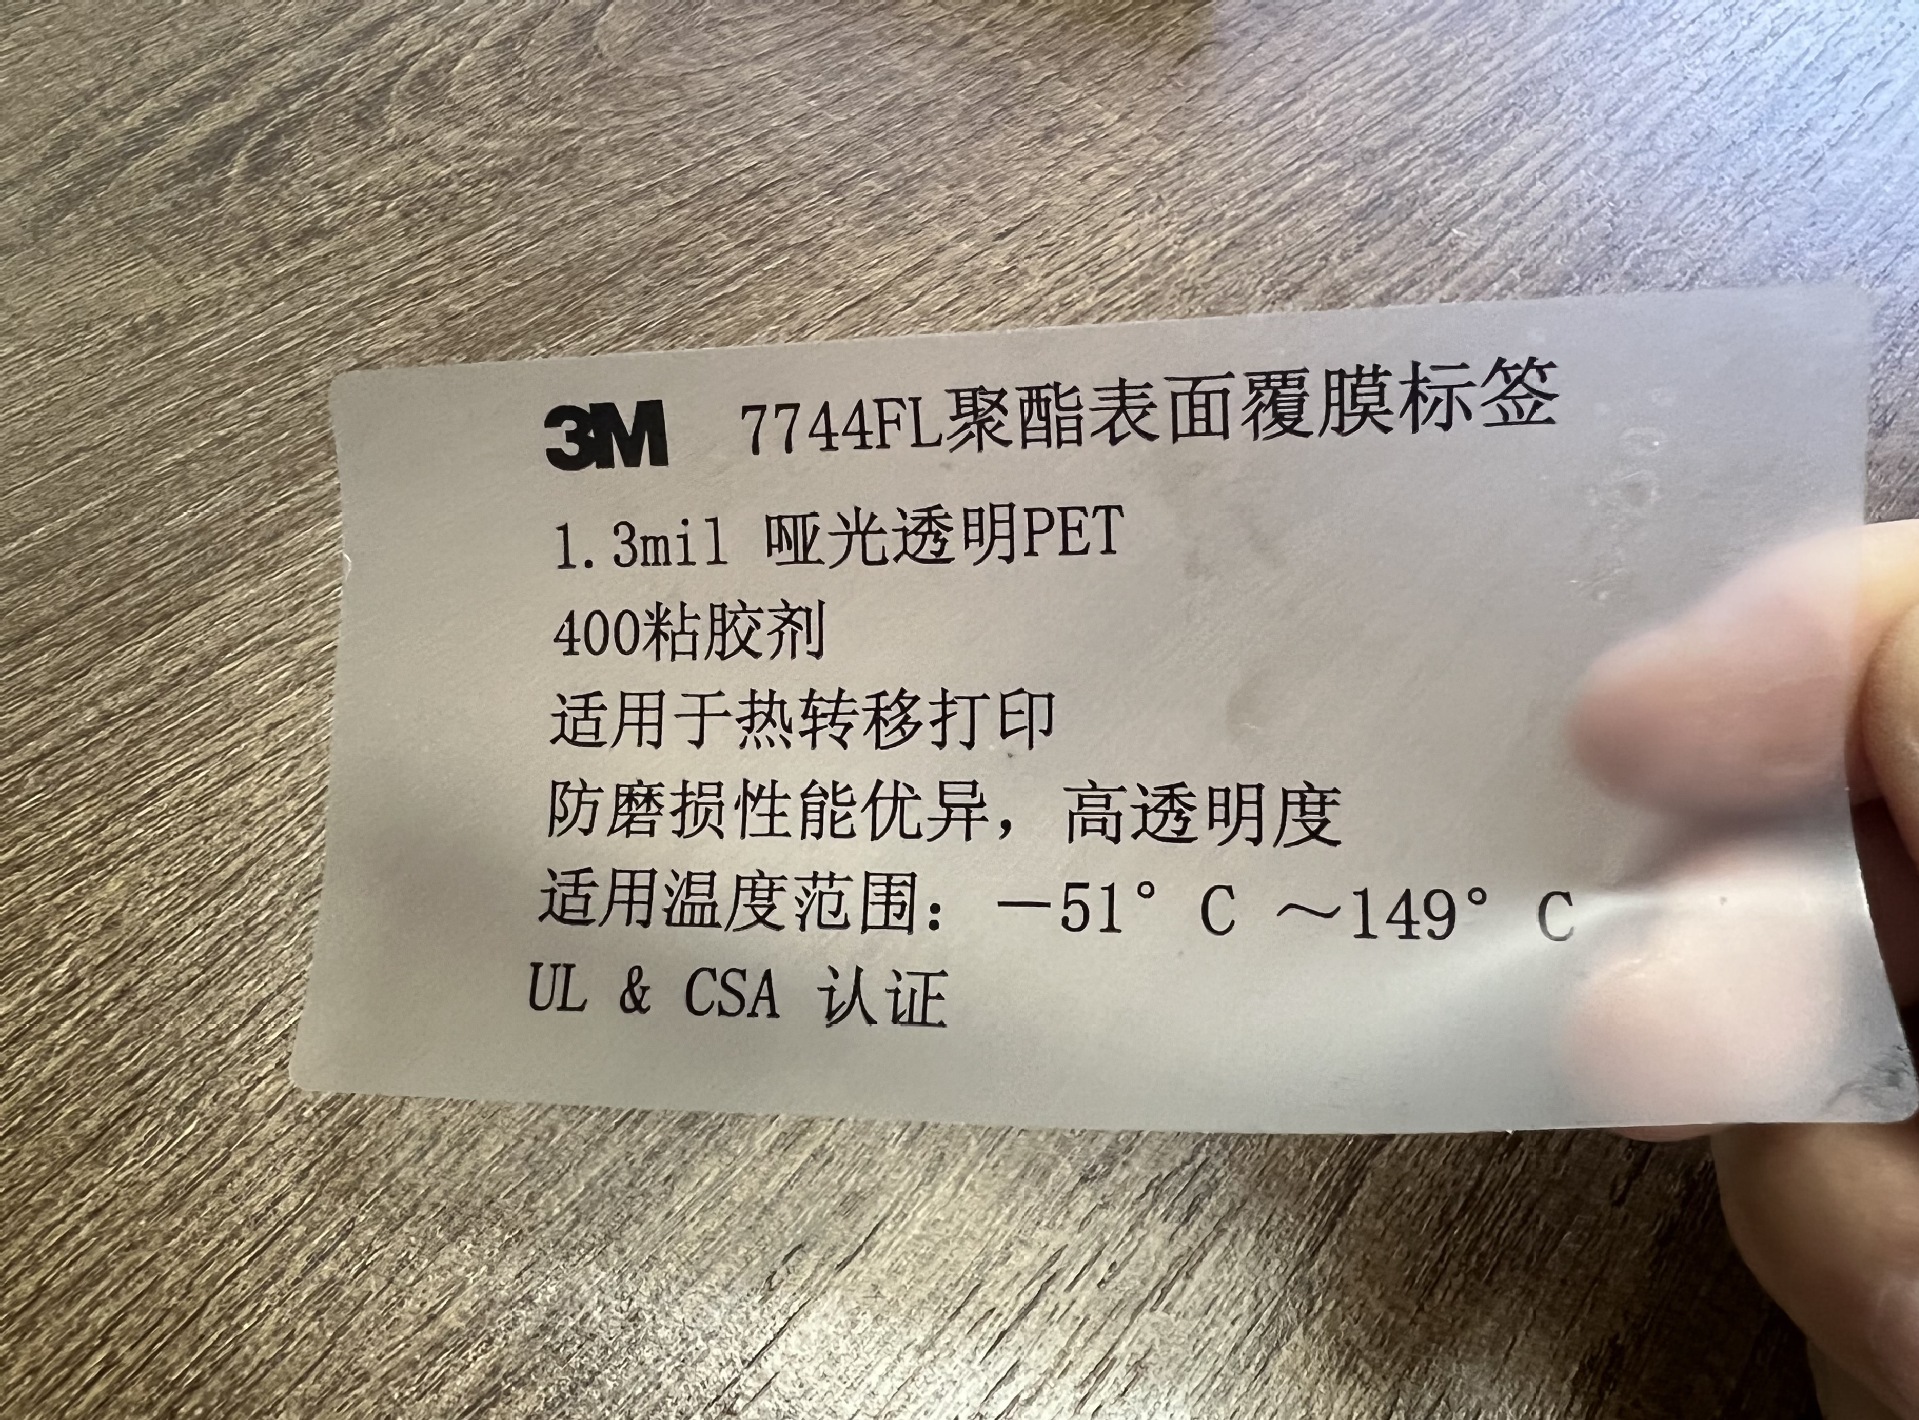 3M 7744FL聚酯表面覆膜标签
1.3mil 哑光透明PET
400粘胶剂
适用于热转移打印
防磨损性能优异，高透明度
适用温度范围：－51°C ～149°C
UL & CSA 认证